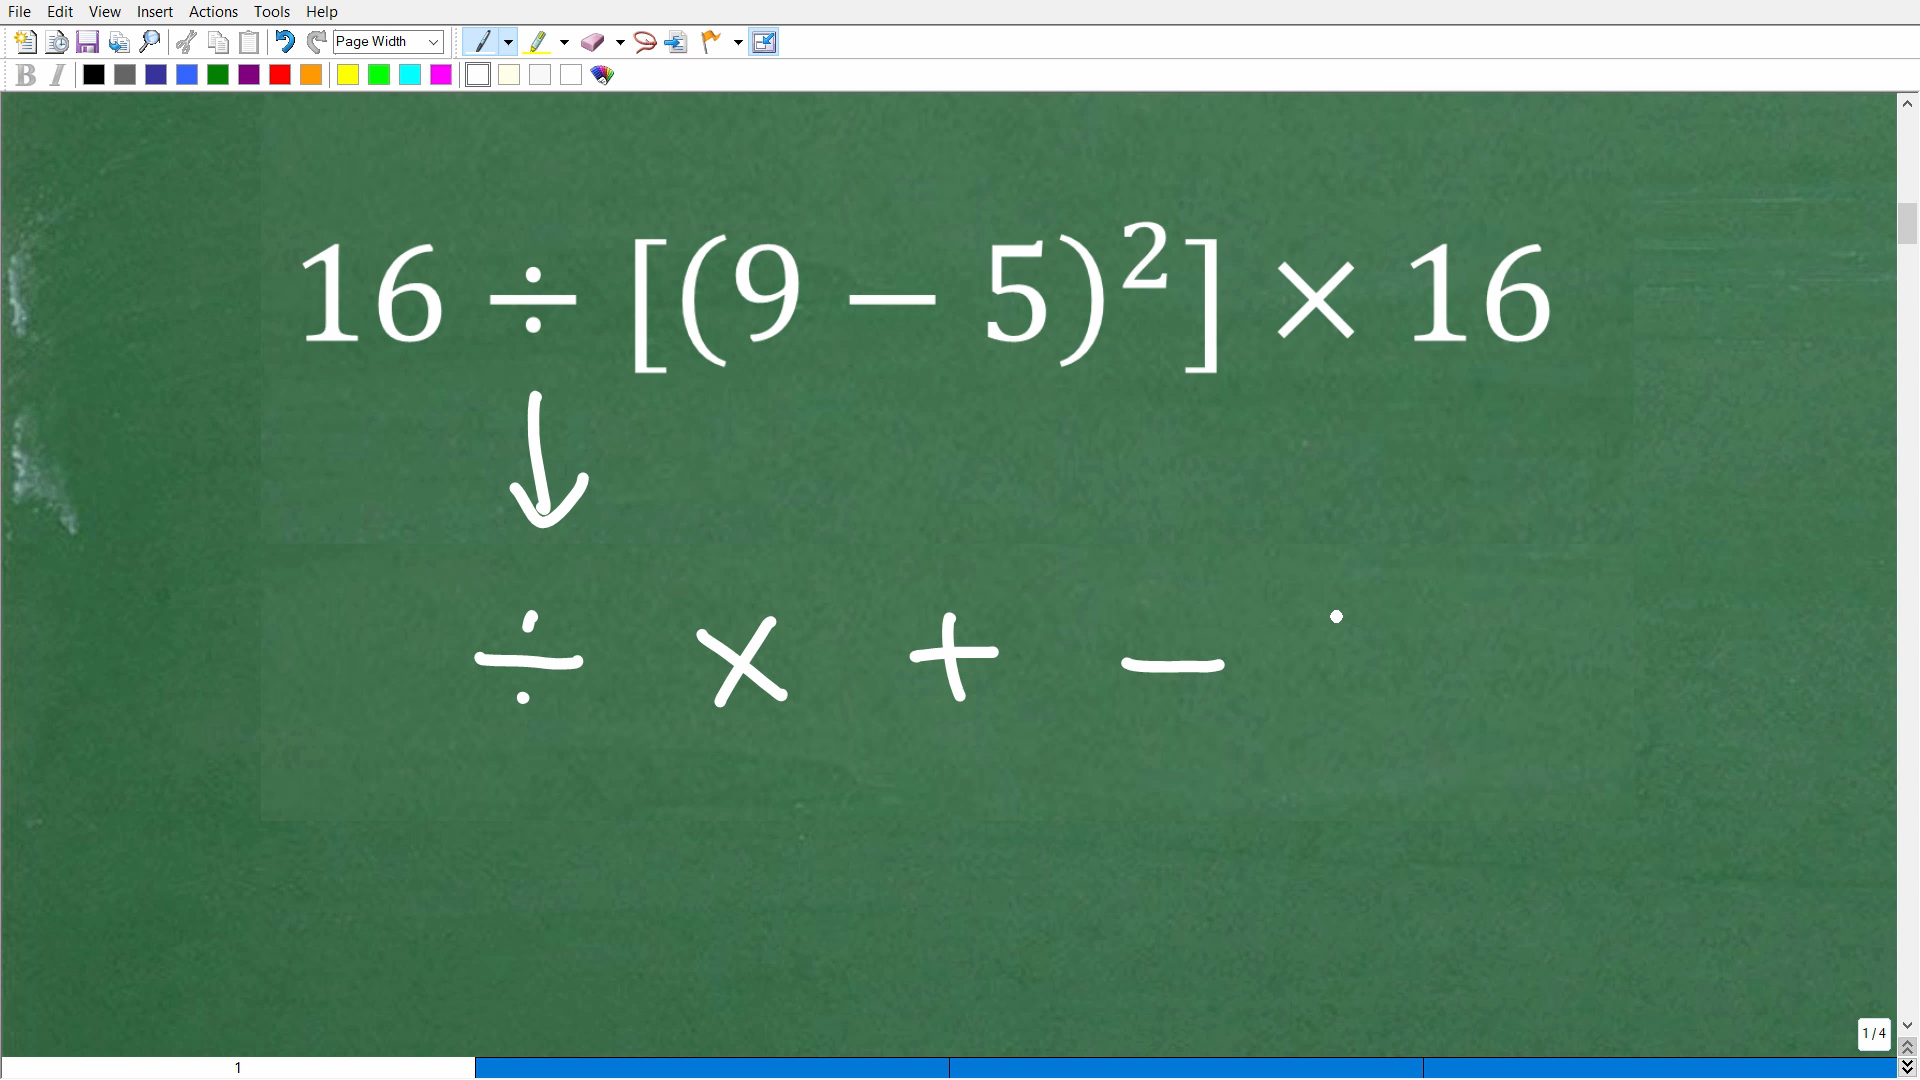 File Edit View Insert Actions Tools Help
Page Width
B I
16 ÷ [(9 − 5)² ] × 16
÷ × + −
1 / 4
1